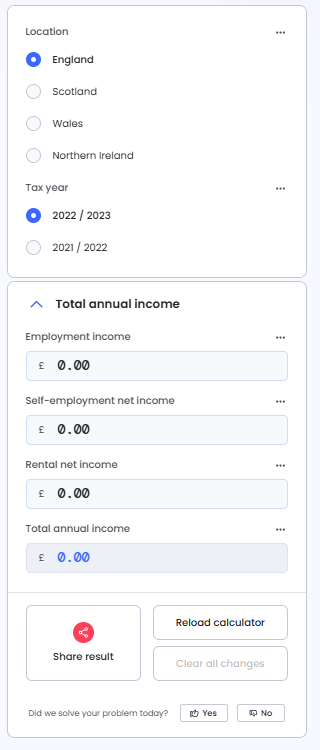 Location
England
Scotland
Wales
Northern Ireland
Tax year
2022 / 2023
2021 / 2022
Total annual income
Employment income
£ 0.00
Self-employment net income
£ 0.00
Rental net income
£ 0.00
Total annual income
£ 0.00
Share result
Reload calculator
Clear all changes
Did we solve your problem today? Yes No